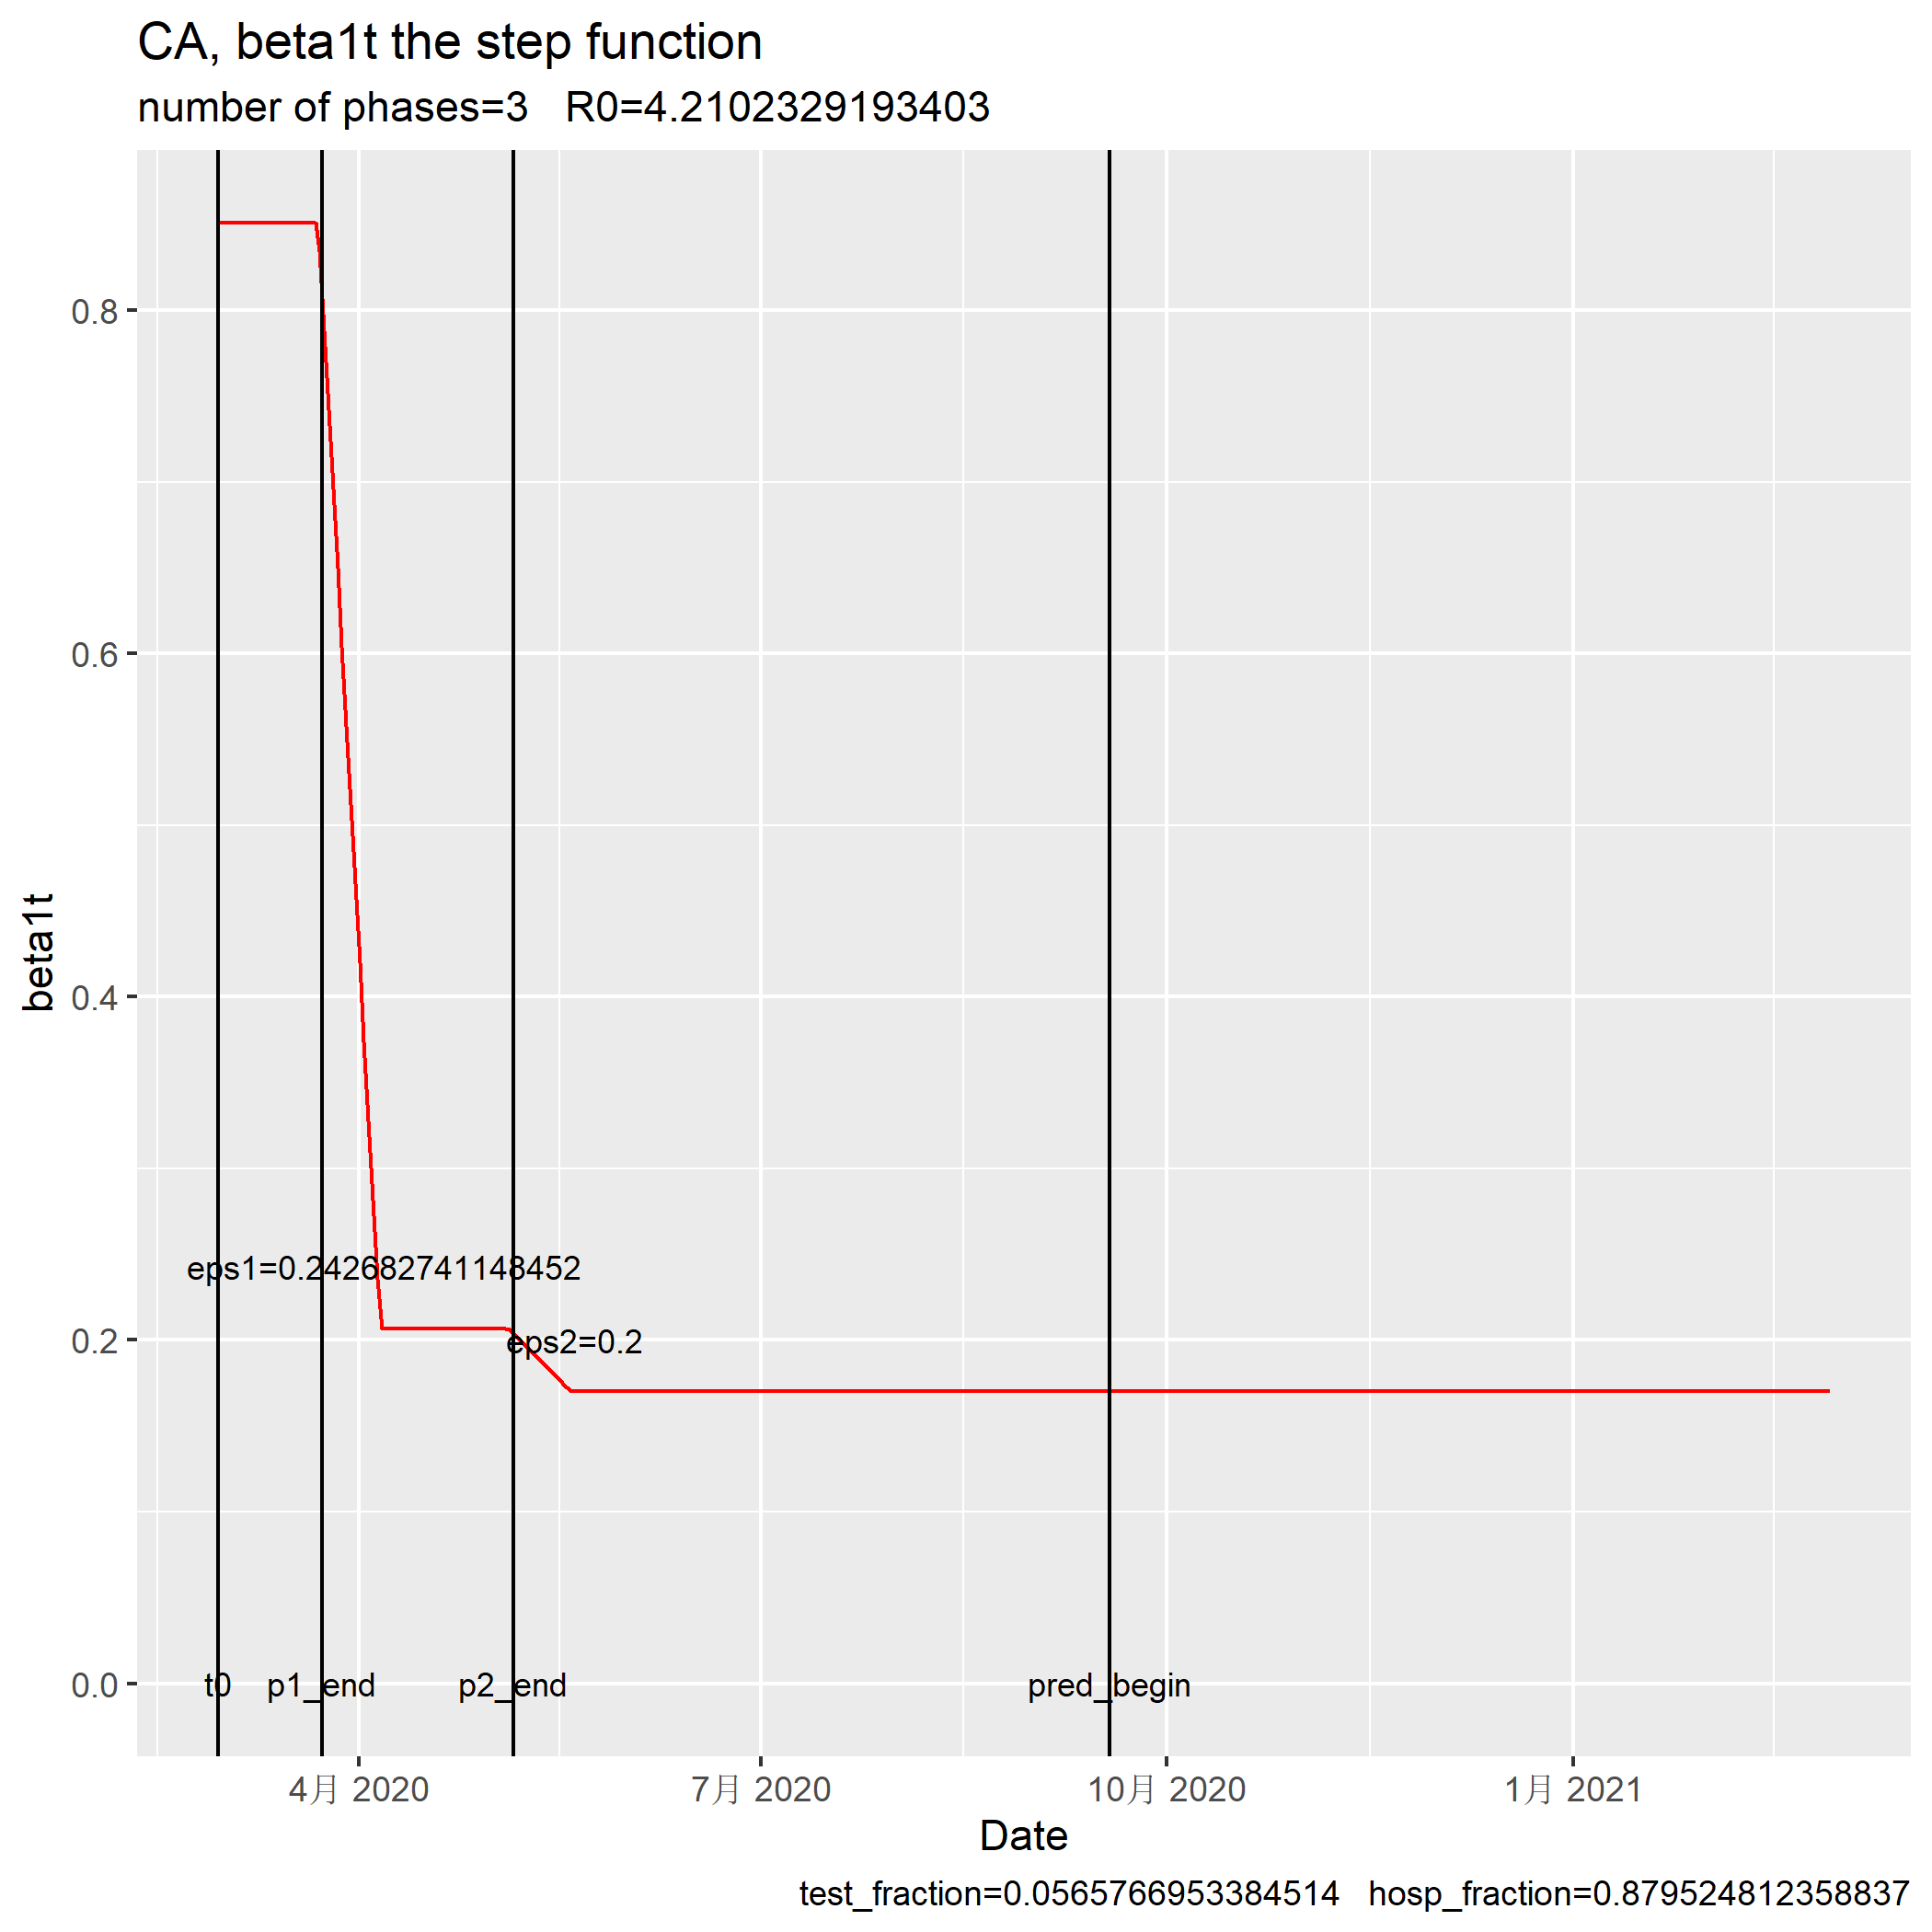 CA, beta1t the step function
number of phases=3   R0=4.2102329193403
beta1t
0.8
0.6
0.4
0.2
0.0
eps1=0.242682741148452
eps2=0.2
t0
p1_end
p2_end
pred_begin
4月 2020
7月 2020
10月 2020
1月 2021
Date
test_fraction=0.0565766953384514   hosp_fraction=0.879524812358837